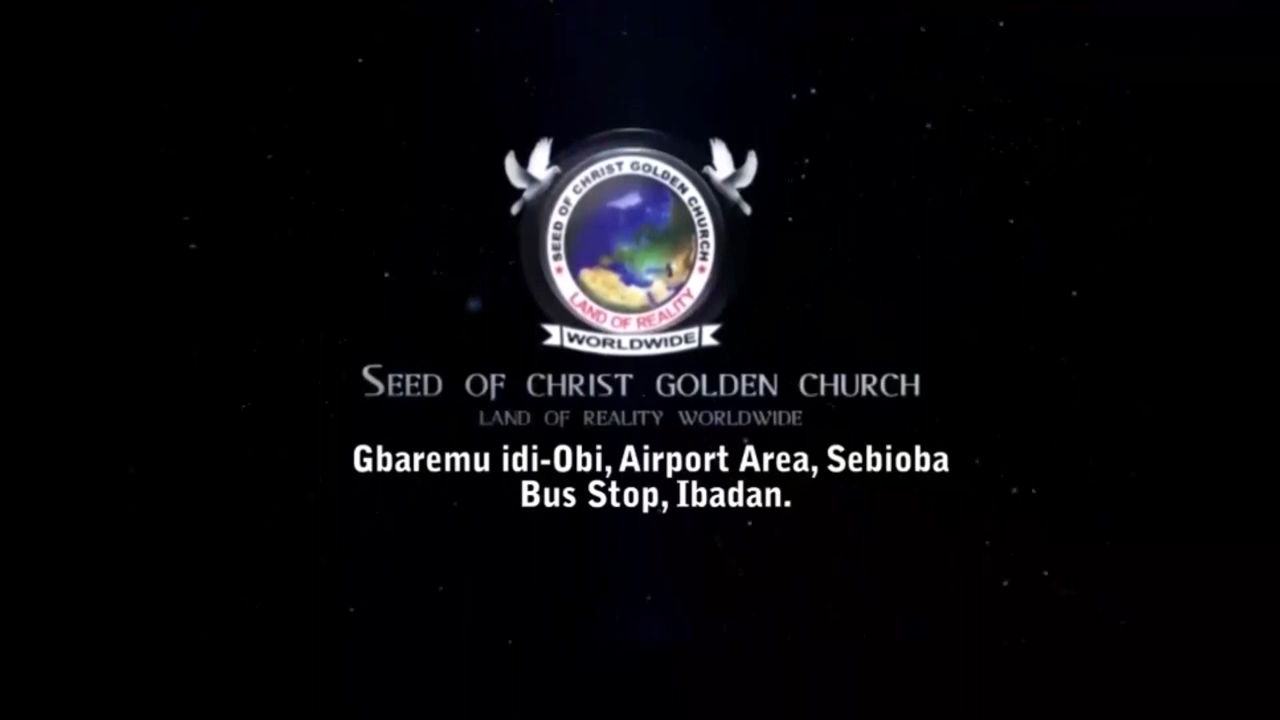 SEED OF CHRIST GOLDEN CHURCH
LAND OF REALITY
WORLDWIDE
SEED OF CHRIST GOLDEN CHURCH
LAND OF REALITY WORLDWIDE
Gbaremu idi-Obi, Airport Area, Sebioba
Bus Stop, Ibadan.